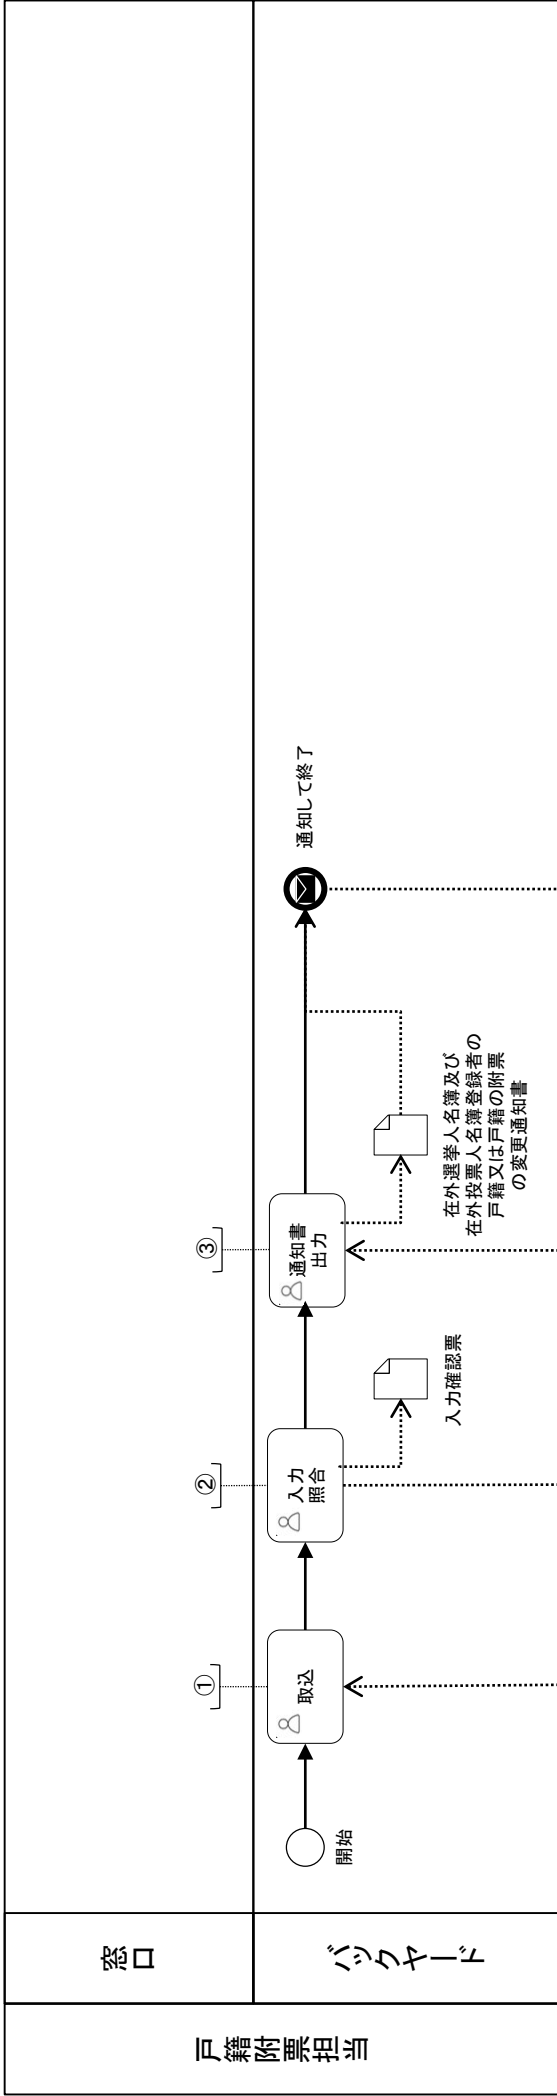 戸籍附票担当
窓口
バックヤード
開始
①
取込
②
入力
照合
入力確認票
③
通知書
出力
在外選挙人名簿及び
在外投票人名簿登録者の
戸籍又は戸籍の附票
の変更通知書
通知して終了